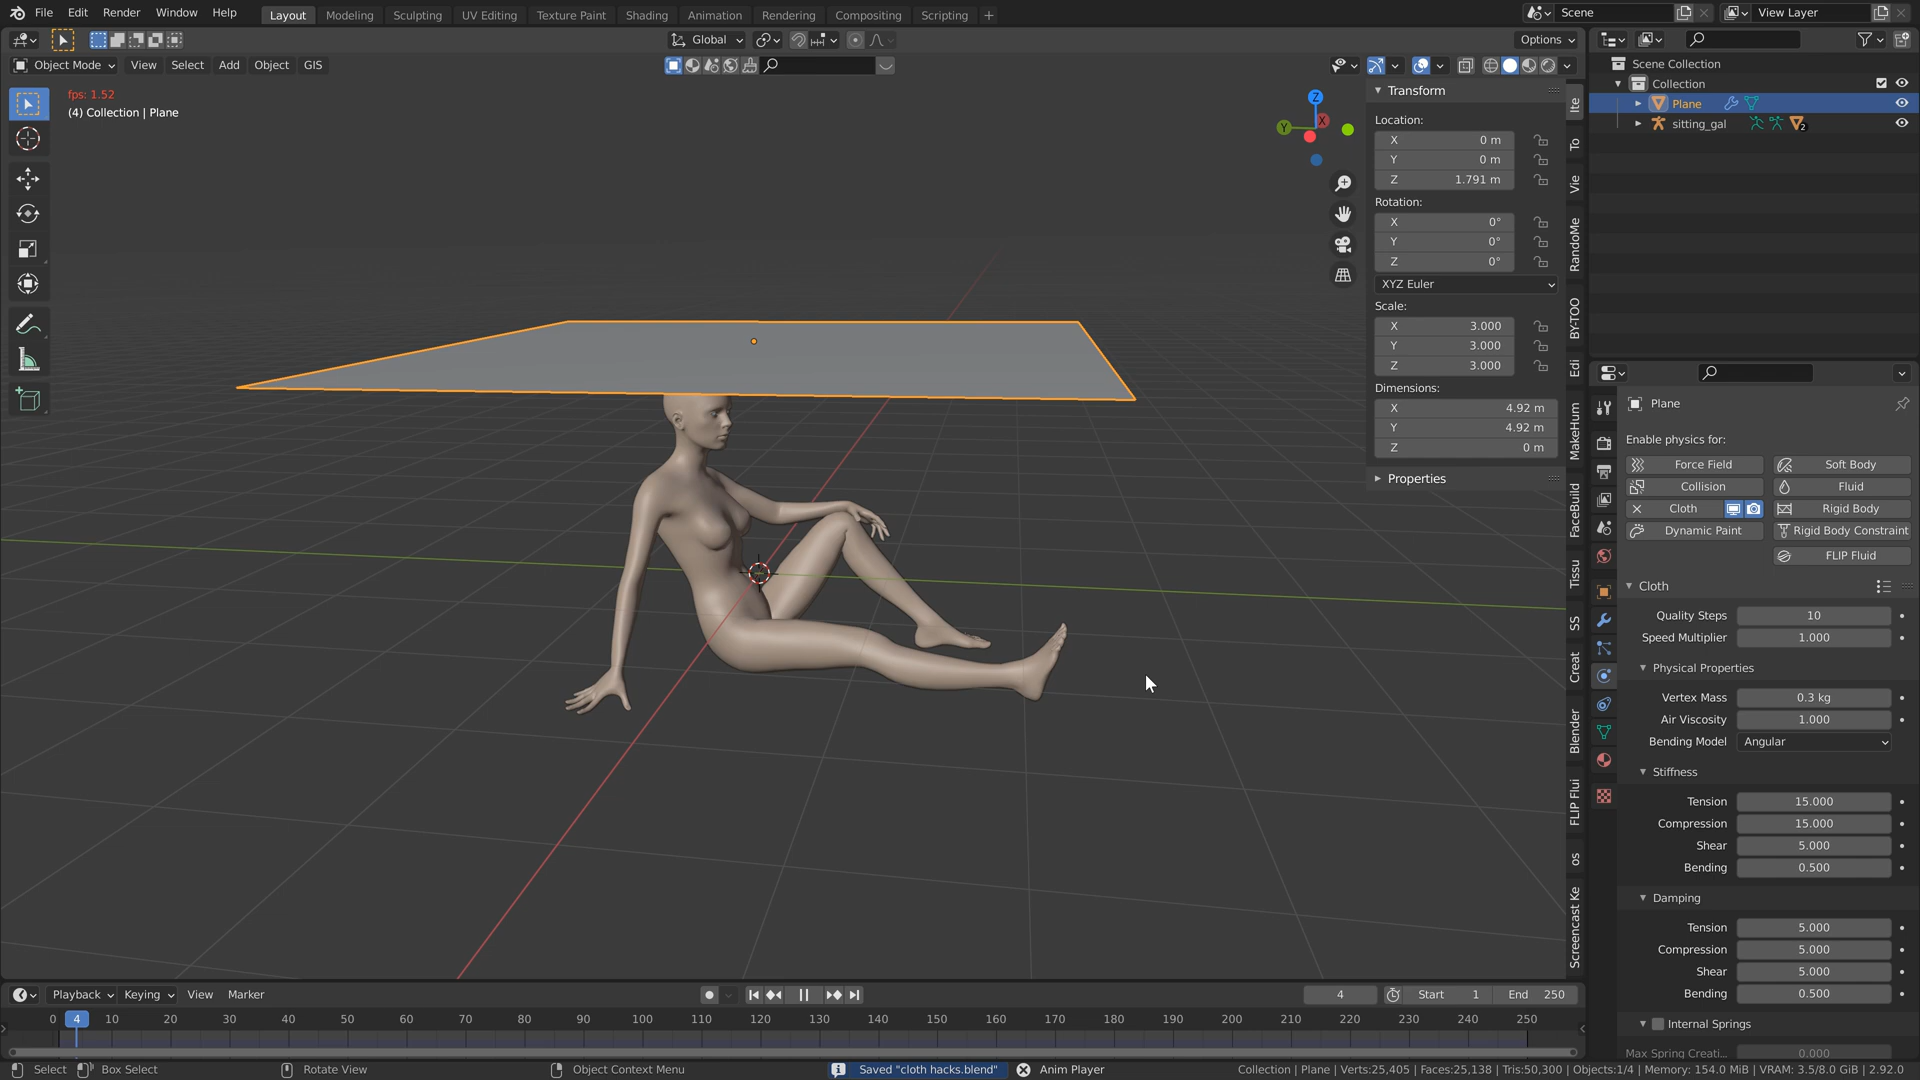 File Edit Render Window Help Layout Modeling Sculpting UV Editing Texture Paint Shading Animation Rendering Compositing Scripting + Scene View Layer
Global Options
Object Mode View Select Add Object GIS
fps: 1.52
(4) Collection | Plane
Z
Y
X
Transform
Location:
X 0 m
Y 0 m
Z 1.791 m
Rotation:
X 0°
Y 0°
Z 0°
XYZ Euler
Scale:
X 3.000
Y 3.000
Z 3.000
Dimensions:
X 4.92 m
Y 4.92 m
Z 0 m
Properties
Ite
To
Vie
RandoMe
BY-TOO
Edi
MakeHum
FaceBuild
Tissu
SS
Creat
Blender
FLIP Flui
os
Screencast Ke
Scene Collection
Collection
Plane
sitting_gal 2
Plane
Enable physics for:
Force Field Soft Body
Collision Fluid
Cloth Rigid Body
Dynamic Paint Rigid Body Constraint
FLIP Fluid
Cloth
Quality Steps 10
Speed Multiplier 1.000
Physical Properties
Vertex Mass 0.3 kg
Air Viscosity 1.000
Bending Model Angular
Stiffness
Tension 15.000
Compression 15.000
Shear 5.000
Bending 0.500
Damping
Tension 5.000
Compression 5.000
Shear 5.000
Bending 0.500
Internal Springs
Max Spring Creati... 0.000
Playback Keying View Marker 4 Start 1 End 250
0 4 10 20 30 40 50 60 70 80 90 100 110 120 130 140 150 160 170 180 190 200 210 220 230 240 250
Select Box Select Rotate View Object Context Menu Saved "cloth hacks.blend" Anim Player Collection | Plane | Verts:25,405 | Faces:25,138 | Tris:50,300 | Objects:1/4 | Memory: 154.0 MiB | VRAM: 3.5/8.0 GiB | 2.92.0